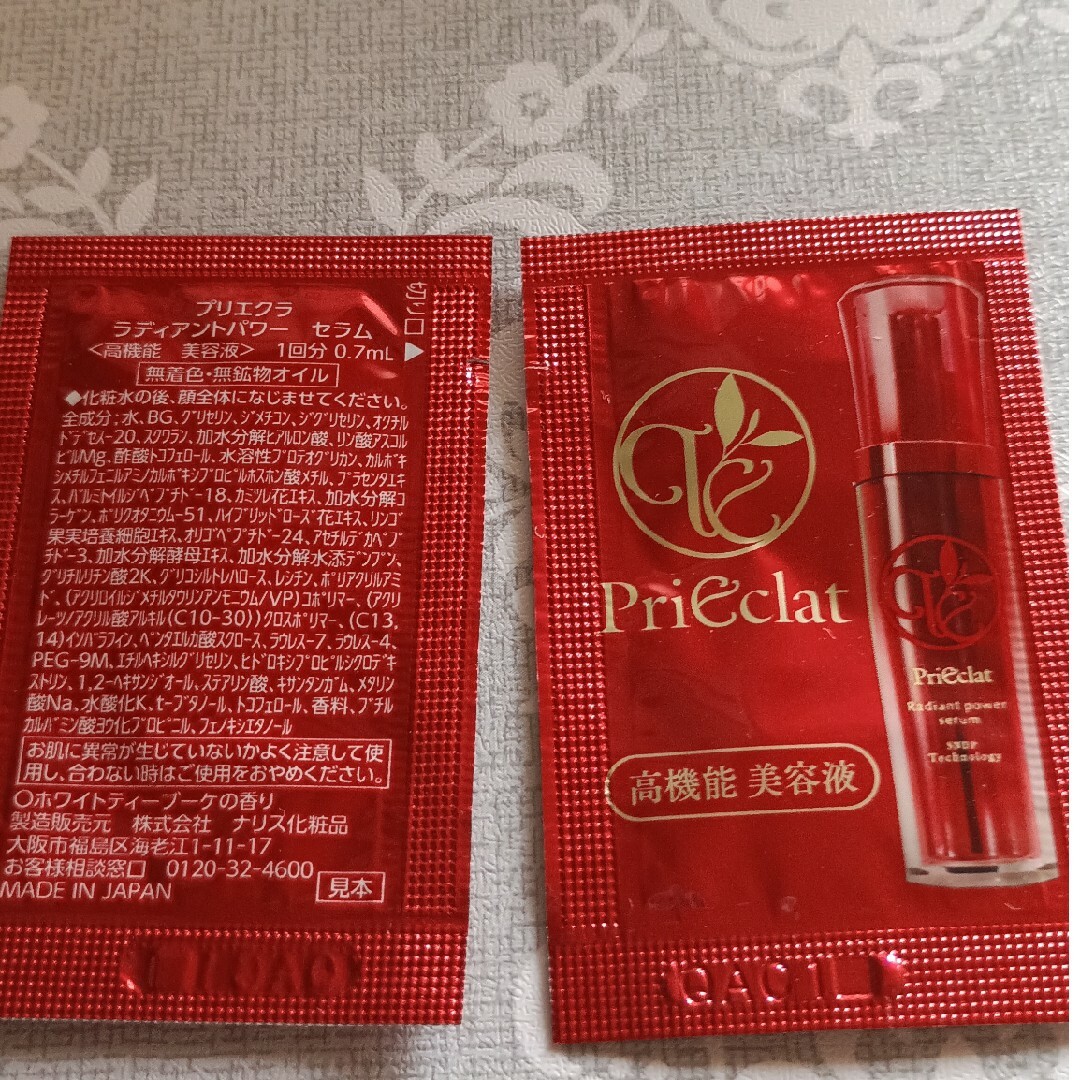 プリエクラ
ラディアントパワー　セラム
<高機能　美容液>　1回分 0.7mL
切り口
無着色・無鉱物オイル
◆化粧水の後、顔全体になじませてください。
全成分：水、BG、グリセリン、ジメチコン、ジグリセリン、オクチル
ドデセス-20、スクワラン、加水分解ヒアルロン酸、リン酸アスコル
ビルMg、酢酸トコフェロール、水溶性プロテオグリカン、カルボキ
シメチルフェニルアミノカルボキシプロピルホスホン酸メチル、プラセンタエキ
ス、パルミトイルジペプチド-18、カミツレ花エキス、加水分解コ
ラーゲン、ポリクオタニウム-51、ハイブリッドローズ花エキス、リンゴ
果実培養細胞エキス、オリゴペプチド-24、アセチルデカペプ
チド-3、加水分解酵母エキス、加水分解水添デンプン、
グリチルリチン酸2K、グリコシルトレハロース、レシチン、ポリアクリルアミ
ド、(アクリロイルジメチルタウリンアンモニウム/VP)コポリマー、(アクリ
レーツ/アクリル酸アルキル(C10-30))クロスポリマー、(C13,
14)イソパラフィン、ペンタエルカ酸スクロース、ラウレス-7、ラウレス-4、
PEG-9M、エチルヘキシルグリセリン、ヒドロキシプロピルシクロデキ
ストリン、1,2-ヘキサンジオール、ステアリン酸、キサンタンガム、メタリン
酸Na、水酸化K、t-ブタノール、トコフェロール、香料、ブチル
カルバミン酸ヨウ化プロピニル、フェノキシエタノール
お肌に異常が生じていないかよく注意して使
用し、合わない時はご使用をおやめください。
○ホワイトティーブーケの香り
製造販売元　株式会社　ナリス化粧品
大阪市福島区海老江1-11-17
お客様相談窓口　0120-32-4600
MADE IN JAPAN
見本
PriEclat
高機能 美容液
PriEclat
Radiant power
serum
Technology
QAO1